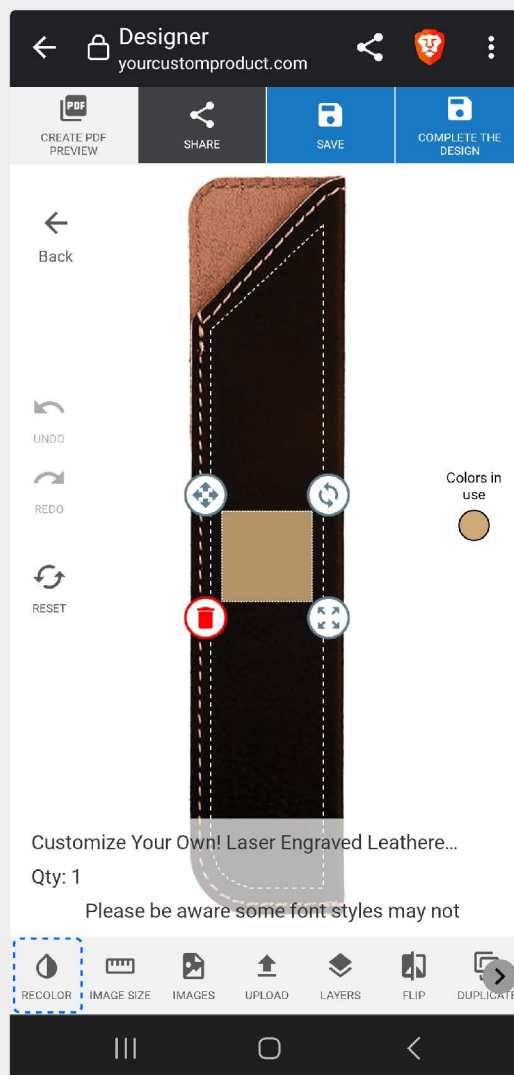 Designer
yourcustomproduct.com
PDF
CREATE PDF
PREVIEW
SHARE
SAVE
COMPLETE THE
DESIGN
Back
UNDO
REDO
RESET
Colors in
use
Customize Your Own! Laser Engraved Leathere...
Qty: 1
Please be aware some font styles may not
RECOLOR
IMAGE SIZE
IMAGES
UPLOAD
LAYERS
FLIP
DUPLICATE